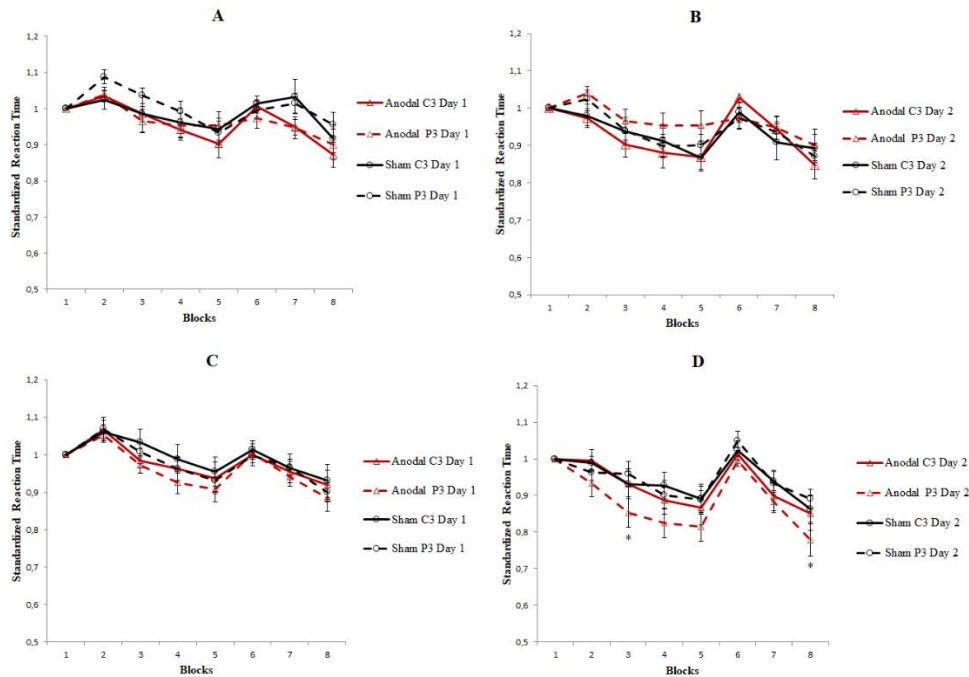 A
Standardized Reaction Time
1,2
1,1
1
0,9
0,8
0,7
0,6
0,5
1 2 3 4 5 6 7 8
Blocks
Anodal C3 Day 1
Anodal P3 Day 1
Sham C3 Day 1
Sham P3 Day 1
B
Standardized Reaction Time
1,2
1,1
1
0,9
0,8
0,7
0,6
0,5
1 2 3 4 5 6 7 8
Blocks
Anodal C3 Day 2
Anodal P3 Day 2
Sham C3 Day 2
Sham P3 Day 2
C
Standardized Reaction Time
1,2
1,1
1
0,9
0,8
0,7
0,6
0,5
1 2 3 4 5 6 7 8
Blocks
Anodal C3 Day 1
Anodal P3 Day 1
Sham C3 Day 1
Sham P3 Day 1
D
Standardized Reaction Time
1,2
1,1
1
0,9
0,8
0,7
0,6
0,5
*
*
1 2 3 4 5 6 7 8
Blocks
Anodal C3 Day 2
Anodal P3 Day 2
Sham C3 Day 2
Sham P3 Day 2